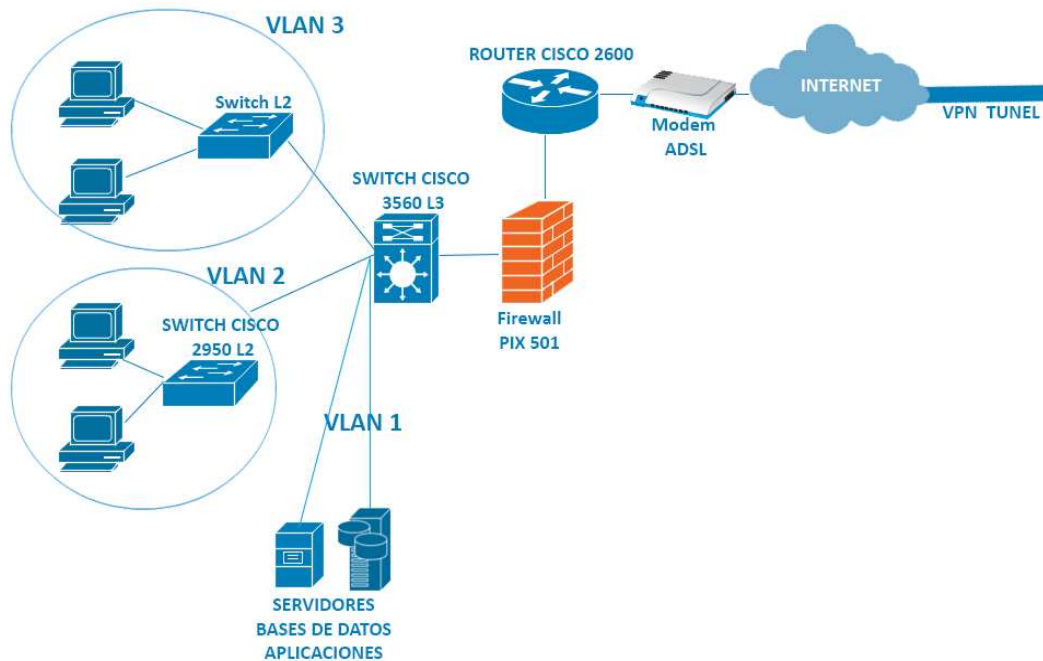 VLAN 3
Switch L2
ROUTER CISCO 2600
INTERNET
VPN TUNEL
Modem
ADSL
SWITCH CISCO
3560 L3
VLAN 2
SWITCH CISCO
2950 L2
Firewall
PIX 501
VLAN 1
SERVIDORES
BASES DE DATOS
APLICACIONES